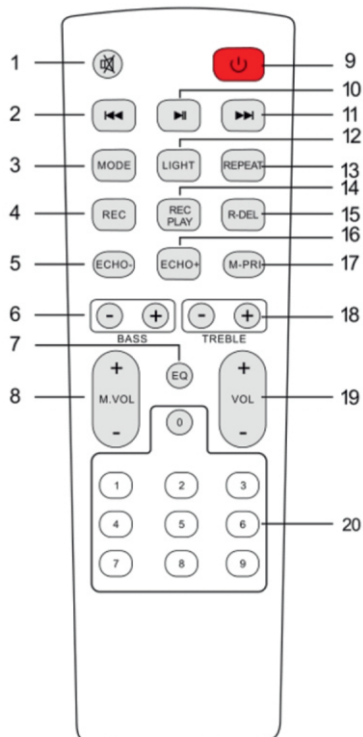 1
9
10
2
11
12
3
MODE
LIGHT
REPEAT
13
14
4
REC
REC
PLAY
R-DEL
15
16
5
ECHO-
ECHO+
M-PRI
17
6
- +
- +
18
BASS
TREBLE
7
EQ
8
+
M.VOL
-
+
VOL
-
19
0
1 2 3
4 5 6
20
7 8 9